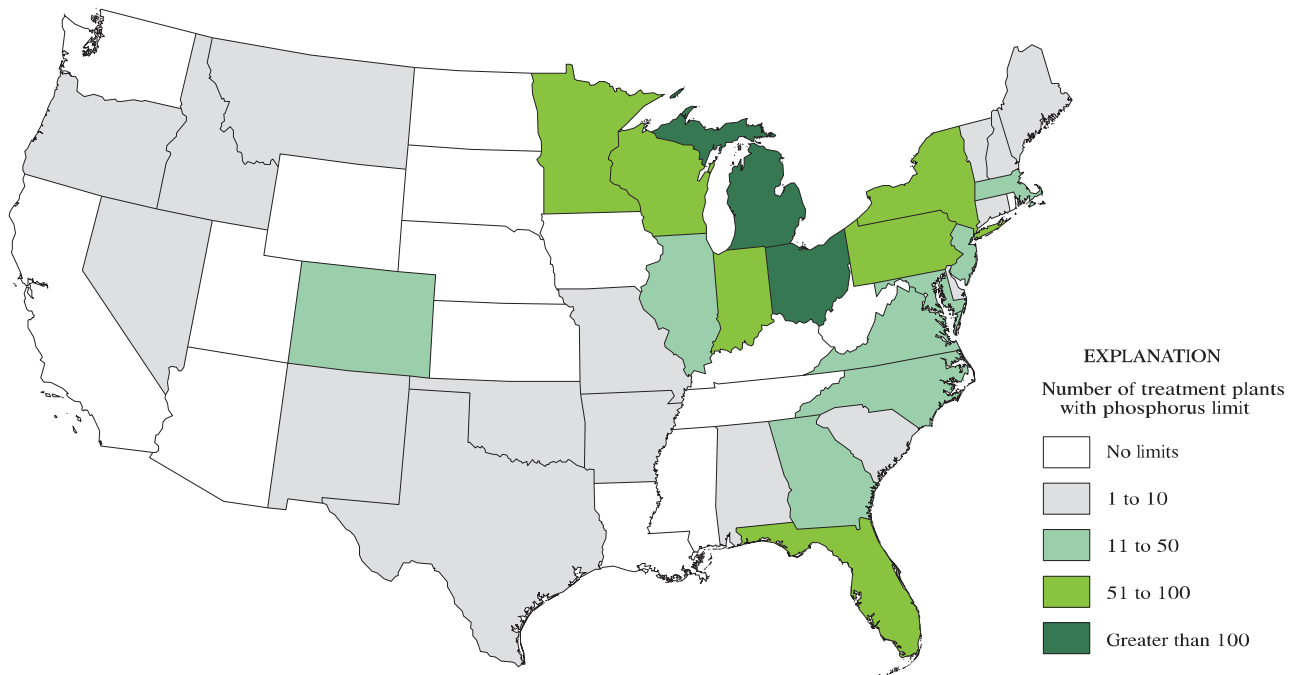 EXPLANATION
Number of treatment plants
with phosphorus limit
No limits
1 to 10
11 to 50
51 to 100
Greater than 100